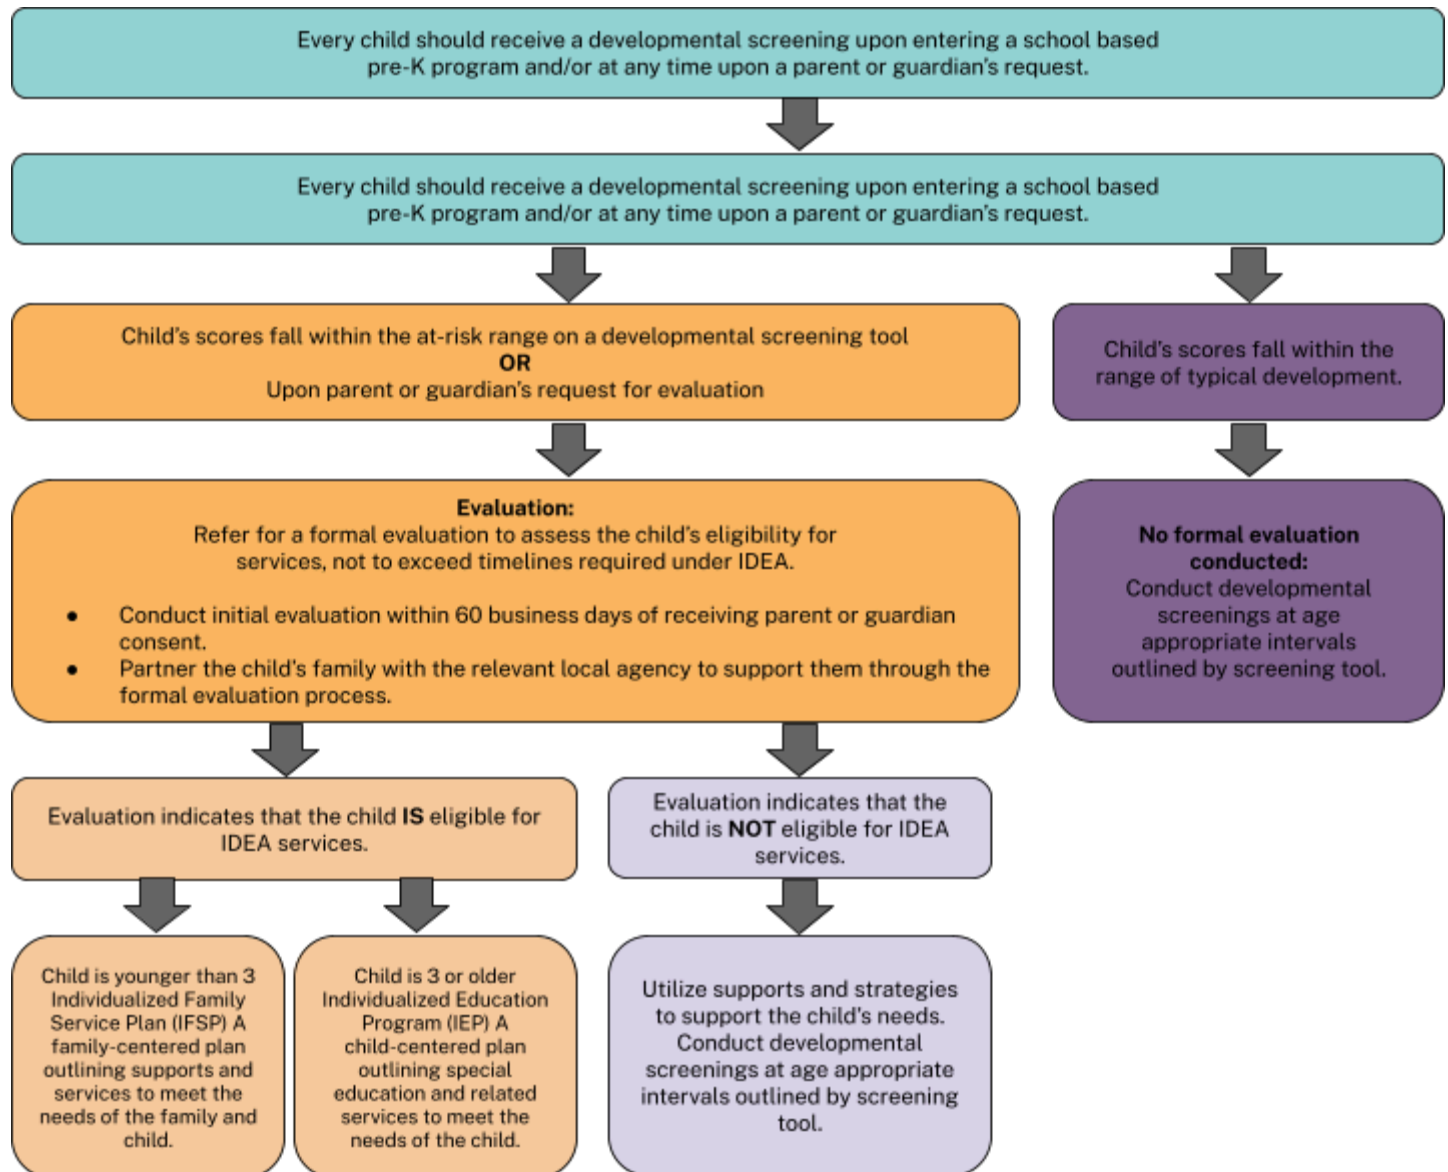 Every child should receive a developmental screening upon entering a school based
pre-K program and/or at any time upon a parent or guardian's request.
Every child should receive a developmental screening upon entering a school based
pre-K program and/or at any time upon a parent or guardian's request.
Child's scores fall within the at-risk range on a developmental screening tool
OR
Upon parent or guardian's request for evaluation
Child's scores fall within the
range of typical development.
Evaluation:
Refer for a formal evaluation to assess the child's eligibility for
services, not to exceed timelines required under IDEA.
● Conduct initial evaluation within 60 business days of receiving parent or guardian
consent.
● Partner the child's family with the relevant local agency to support them through the
formal evaluation process.
No formal evaluation
conducted:
Conduct developmental
screenings at age
appropriate intervals
outlined by screening tool.
Evaluation indicates that the child IS eligible for
IDEA services.
Evaluation indicates that the
child is NOT eligible for IDEA
services.
Child is younger than 3
Individualized Family
Service Plan (IFSP) A
family-centered plan
outlining supports and
services to meet the
needs of the family and
child.
Child is 3 or older
Individualized Education
Program (IEP) A
child-centered plan
outlining special
education and related
services to meet the
needs of the child.
Utilize supports and strategies
to support the child's needs.
Conduct developmental
screenings at age appropriate
intervals outlined by screening
tool.